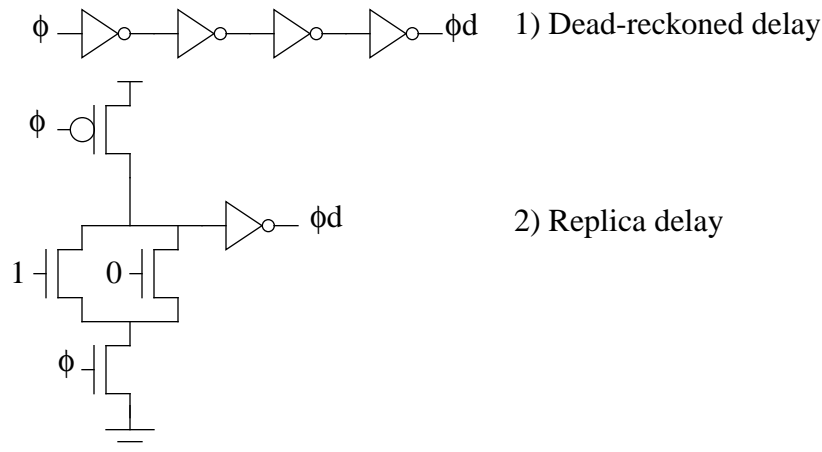 ϕ ϕd 1) Dead-reckoned delay
ϕ
ϕd 2) Replica delay
1 0
ϕ